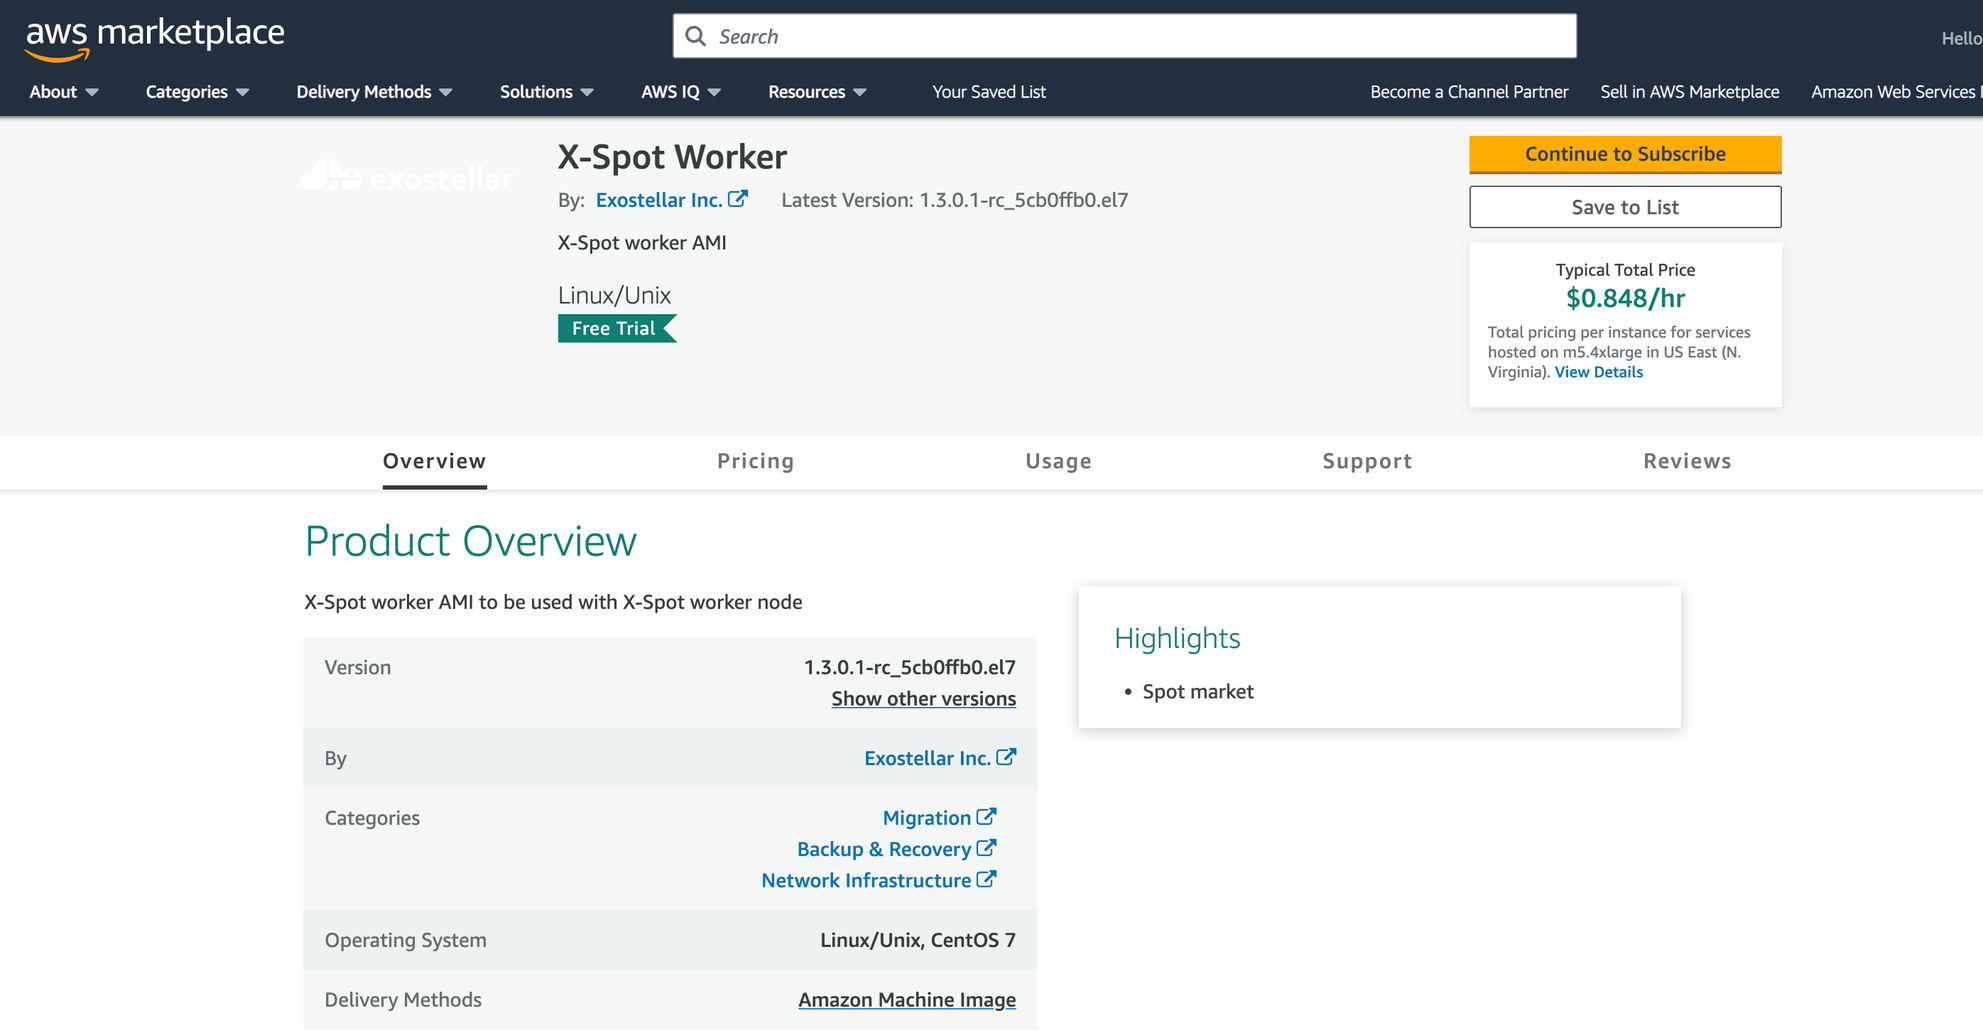 aws marketplace
Search
Hello
About
Categories
Delivery Methods
Solutions
AWS IQ
Resources
Your Saved List
Become a Channel Partner
Sell in AWS Marketplace
Amazon Web Services
exostellar
X-Spot Worker
By: Exostellar Inc. Latest Version: 1.3.0.1-rc_5cb0ffb0.el7
X-Spot worker AMI
Linux/Unix
Free Trial
Continue to Subscribe
Save to List
Typical Total Price
$0.848/hr
Total pricing per instance for services
hosted on m5.4xlarge in US East (N.
Virginia). View Details
Overview
Pricing
Usage
Support
Reviews
Product Overview
X-Spot worker AMI to be used with X-Spot worker node
Version 1.3.0.1-rc_5cb0ffb0.el7
Show other versions
By Exostellar Inc.
Categories Migration
Backup & Recovery
Network Infrastructure
Operating System Linux/Unix, CentOS 7
Delivery Methods Amazon Machine Image
Highlights
• Spot market